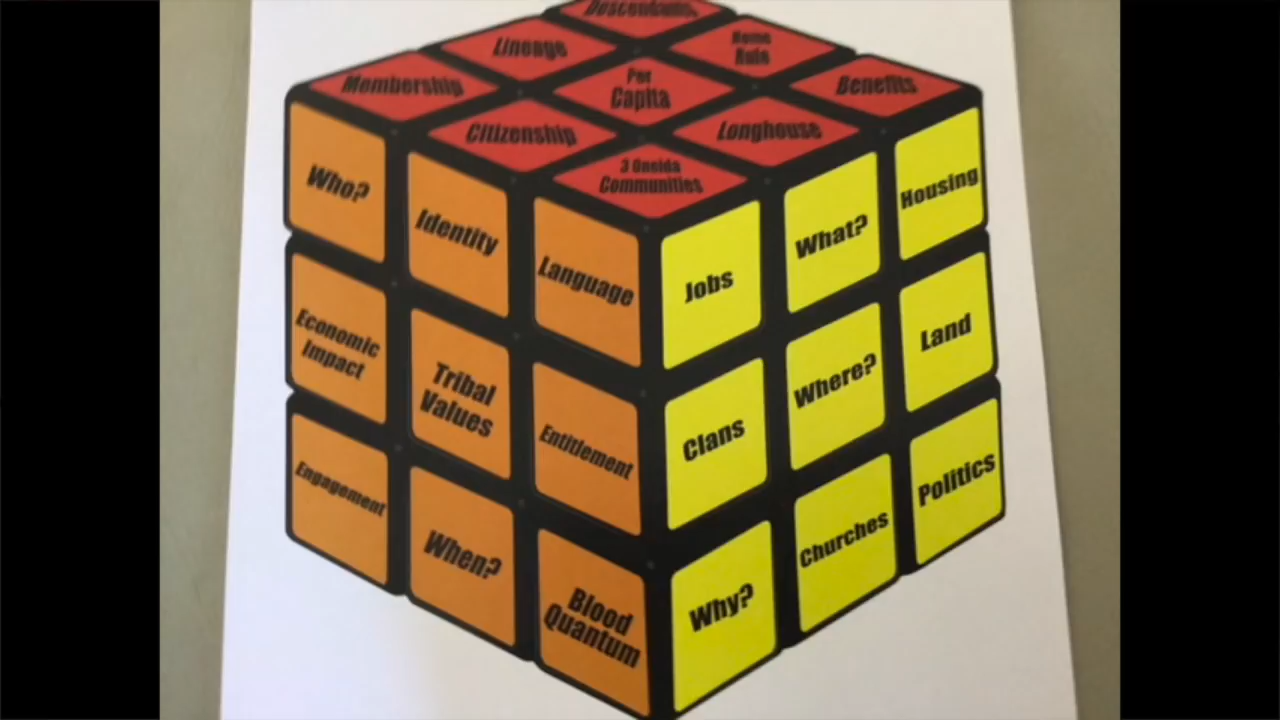 Descendants
Lineage
Home
Rule
Membership
Per
Capita
Benefits
Citizenship
Longhouse
3 Oneida
Communities
Who?
Identity
Language
Economic
Impact
Tribal
Values
Entitlement
Engagement
When?
Blood
Quantum
Jobs
What?
Housing
Clans
Where?
Land
Why?
Churches
Politics